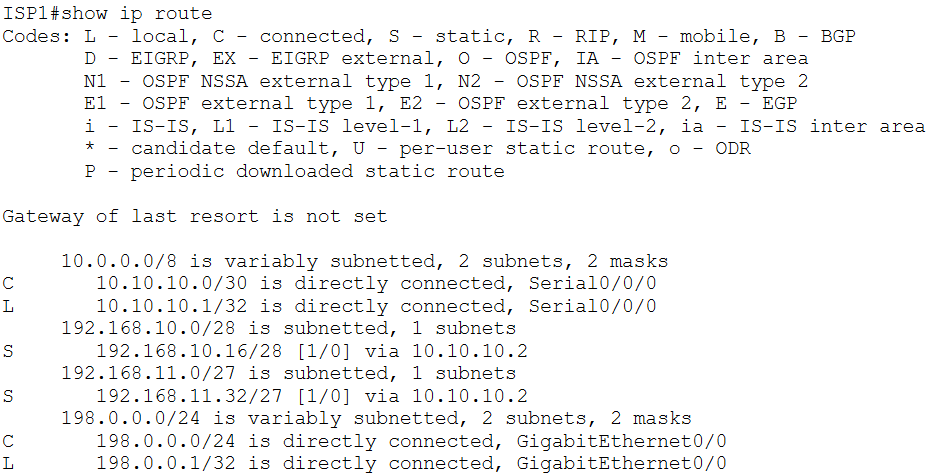 ISP1#show ip route
Codes: L - local, C - connected, S - static, R - RIP, M - mobile, B - BGP
       D - EIGRP, EX - EIGRP external, O - OSPF, IA - OSPF inter area
       N1 - OSPF NSSA external type 1, N2 - OSPF NSSA external type 2
       E1 - OSPF external type 1, E2 - OSPF external type 2, E - EGP
       i - IS-IS, L1 - IS-IS level-1, L2 - IS-IS level-2, ia - IS-IS inter area
       * - candidate default, U - per-user static route, o - ODR
       P - periodic downloaded static route

Gateway of last resort is not set

     10.0.0.0/8 is variably subnetted, 2 subnets, 2 masks
C       10.10.10.0/30 is directly connected, Serial0/0/0
L       10.10.10.1/32 is directly connected, Serial0/0/0
     192.168.10.0/28 is subnetted, 1 subnets
S       192.168.10.16/28 [1/0] via 10.10.10.2
     192.168.11.0/27 is subnetted, 1 subnets
S       192.168.11.32/27 [1/0] via 10.10.10.2
     198.0.0.0/24 is variably subnetted, 2 subnets, 2 masks
C       198.0.0.0/24 is directly connected, GigabitEthernet0/0
L       198.0.0.1/32 is directly connected, GigabitEthernet0/0